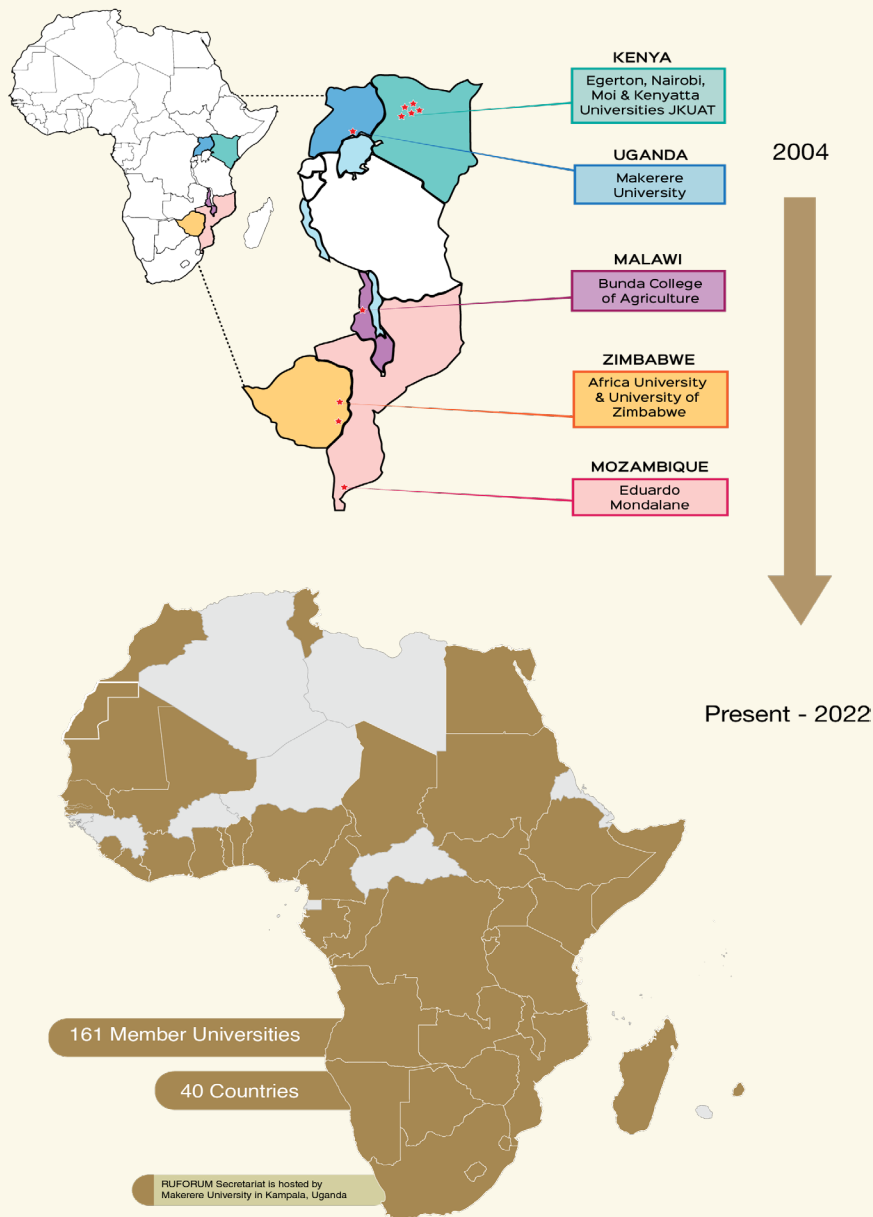 KENYA
Egerton, Nairobi,
Moi & Kenyatta
Universities JKUAT
2004
UGANDA
Makerere
University
MALAWI
Bunda College
of Agriculture
ZIMBABWE
Africa University
& University of
Zimbabwe
MOZAMBIQUE
Eduardo
Mondalane
Present - 2022
161 Member Universities
40 Countries
RUFORUM Secretariat is hosted by
Makerere University in Kampala, Uganda